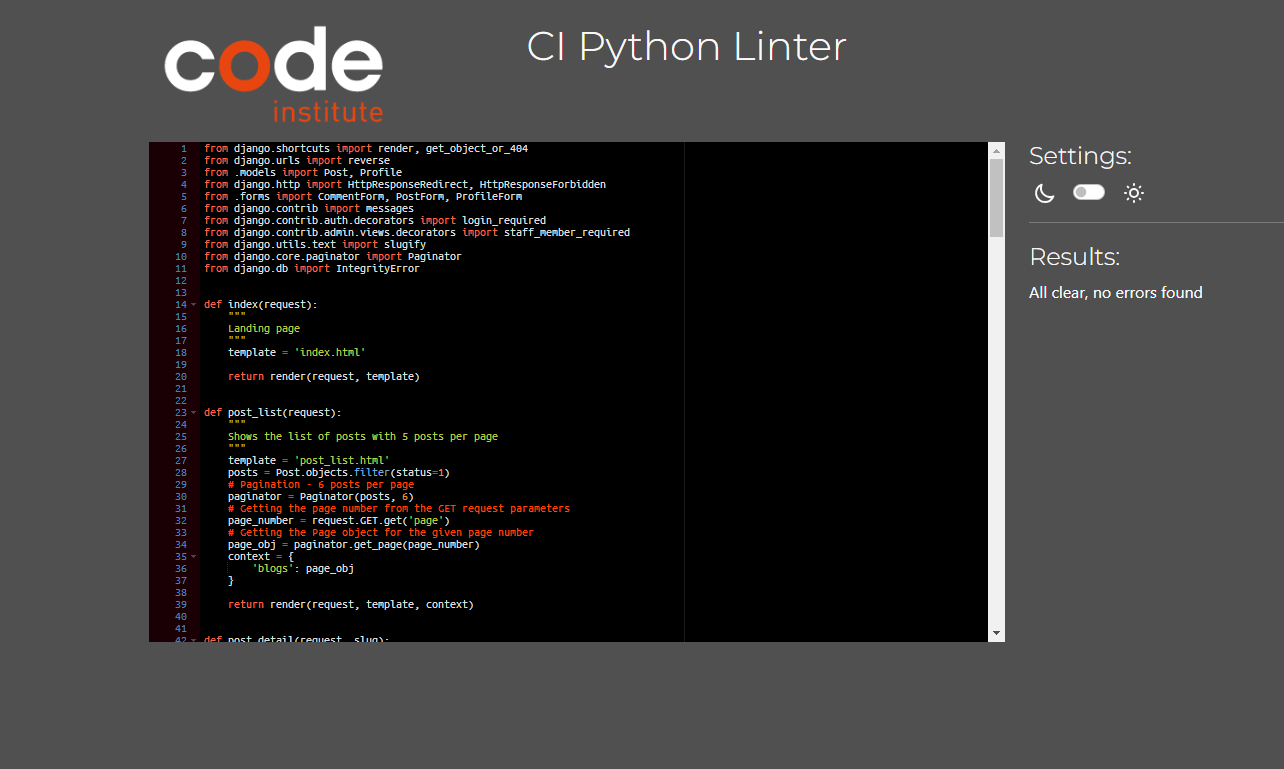 code
institute
CI Python Linter
1 from django.shortcuts import render, get_object_or_404
2 from django.urls import reverse
3 from .models import Post, Profile
4 from django.http import HttpResponseRedirect, HttpResponseForbidden
5 from .forms import CommentForm, PostForm, ProfileForm
6 from django.contrib import messages
7 from django.contrib.auth.decorators import login_required
8 from django.contrib.admin.views.decorators import staff_member_required
9 from django.utils.text import slugify
10 from django.core.paginator import Paginator
11 from django.db import IntegrityError
12
13
14 def index(request):
15     """
16     Landing page
17     """
18     template = 'index.html'
19
20     return render(request, template)
21
22
23 def post_list(request):
24     """
25     Shows the list of posts with 5 posts per page
26     """
27     template = 'post_list.html'
28     posts = Post.objects.filter(status=1)
29     # Pagination - 6 posts per page
30     paginator = Paginator(posts, 6)
31     # Getting the page number from the GET request parameters
32     page_number = request.GET.get('page')
33     # Getting the Page object for the given page number
34     page_obj = paginator.get_page(page_number)
35     context = {
36         'blogs': page_obj
37     }
38
39     return render(request, template, context)
40
41
42 def post_detail(request, slug):
Settings:
Results:
All clear, no errors found